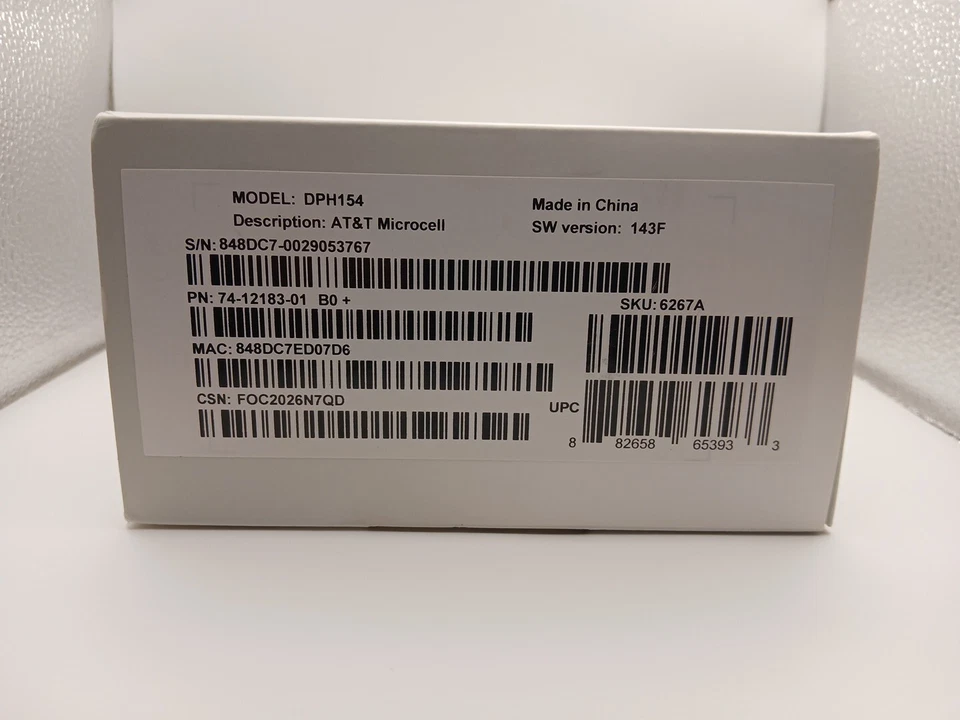 MODEL: DPH154
Description: AT&T Microcell
Made in China
SW version: 143F
S/N: 848DC7-0029053767
PN: 74-12183-01 B0 +
MAC: 848DC7ED07D6
CSN: FOC2026N7QD
SKU: 6267A
UPC
8 82658 65393 3